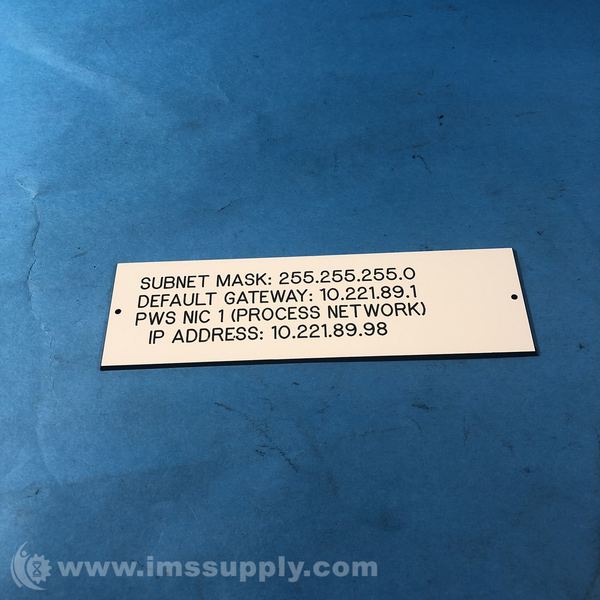 SUBNET MASK: 255.255.255.0
DEFAULT GATEWAY: 10.221.89.1
PWS NIC 1 (PROCESS NETWORK)
IP ADDRESS: 10.221.89.98
www.imssupply.com